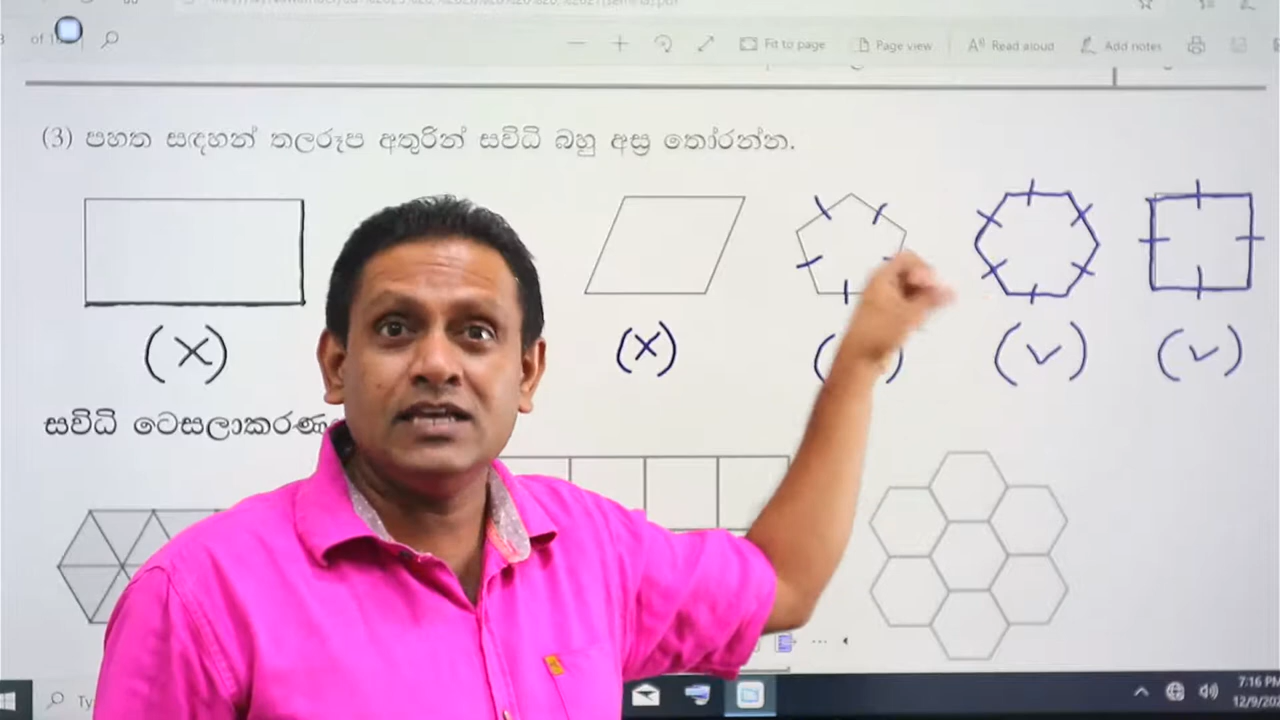 of
Fit to page Page view Read aloud Add notes
(3) පහත සඳහන් තලරූප අතුරින් සවිධි බහු අස්‍ර තෝරන්න.
(×) (×) (✓) (✓)
සවිධි ටෙසලාකරණ
7:16 PM